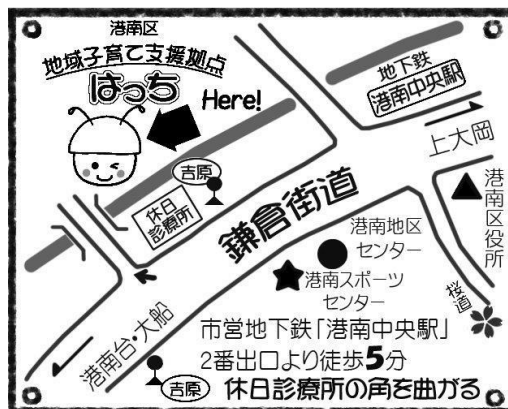 港南区
地域子育て支援拠点
はっち
Here!
地下鉄
港南中央駅
上大岡
吉原
休日
診療所
鎌倉街道
港南区役所
港南地区
センター
港南スポーツ
センター
桜道
港南台・大船
市営地下鉄「港南中央駅」
2番出口より徒歩5分
吉原
休日診療所の角を曲がる